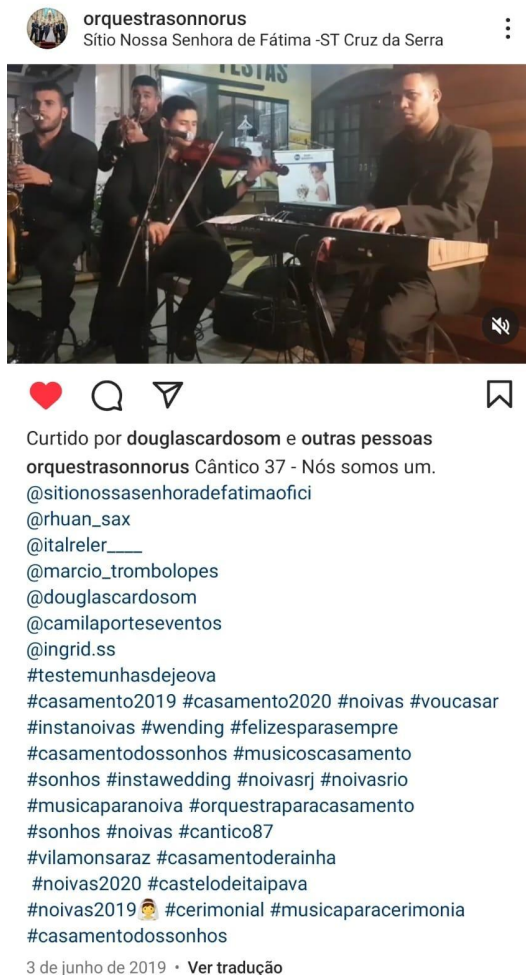 orquestrasonnorus
Sítio Nossa Senhora de Fátima -ST Cruz da Serra
FESTAS
Curtido por douglascardosom e outras pessoas
orquestrasonnorus Cântico 37 - Nós somos um.
@sitionossasenhoradefatimaofici
@rhuan_sax
@italreler____
@marcio_trombolopes
@douglascardosom
@camilaporteseventos
@ingrid.ss
#testemunhasdejeova
#casamento2019 #casamento2020 #noivas #voucasar
#instanoivas #wending #felizesparasempre
#casamentodossonhos #musicoscasamento
#sonhos #instawedding #noivasrj #noivasrio
#musicaparanoiva #orquestraparacasamento
#sonhos #noivas #cantico87
#vilamonsaraz #casamentoderainha
#noivas2020 #castelodeitaipava
#noivas2019👰 #cerimonial #musicaparacerimonia
#casamentodossonhos
3 de junho de 2019 • Ver tradução